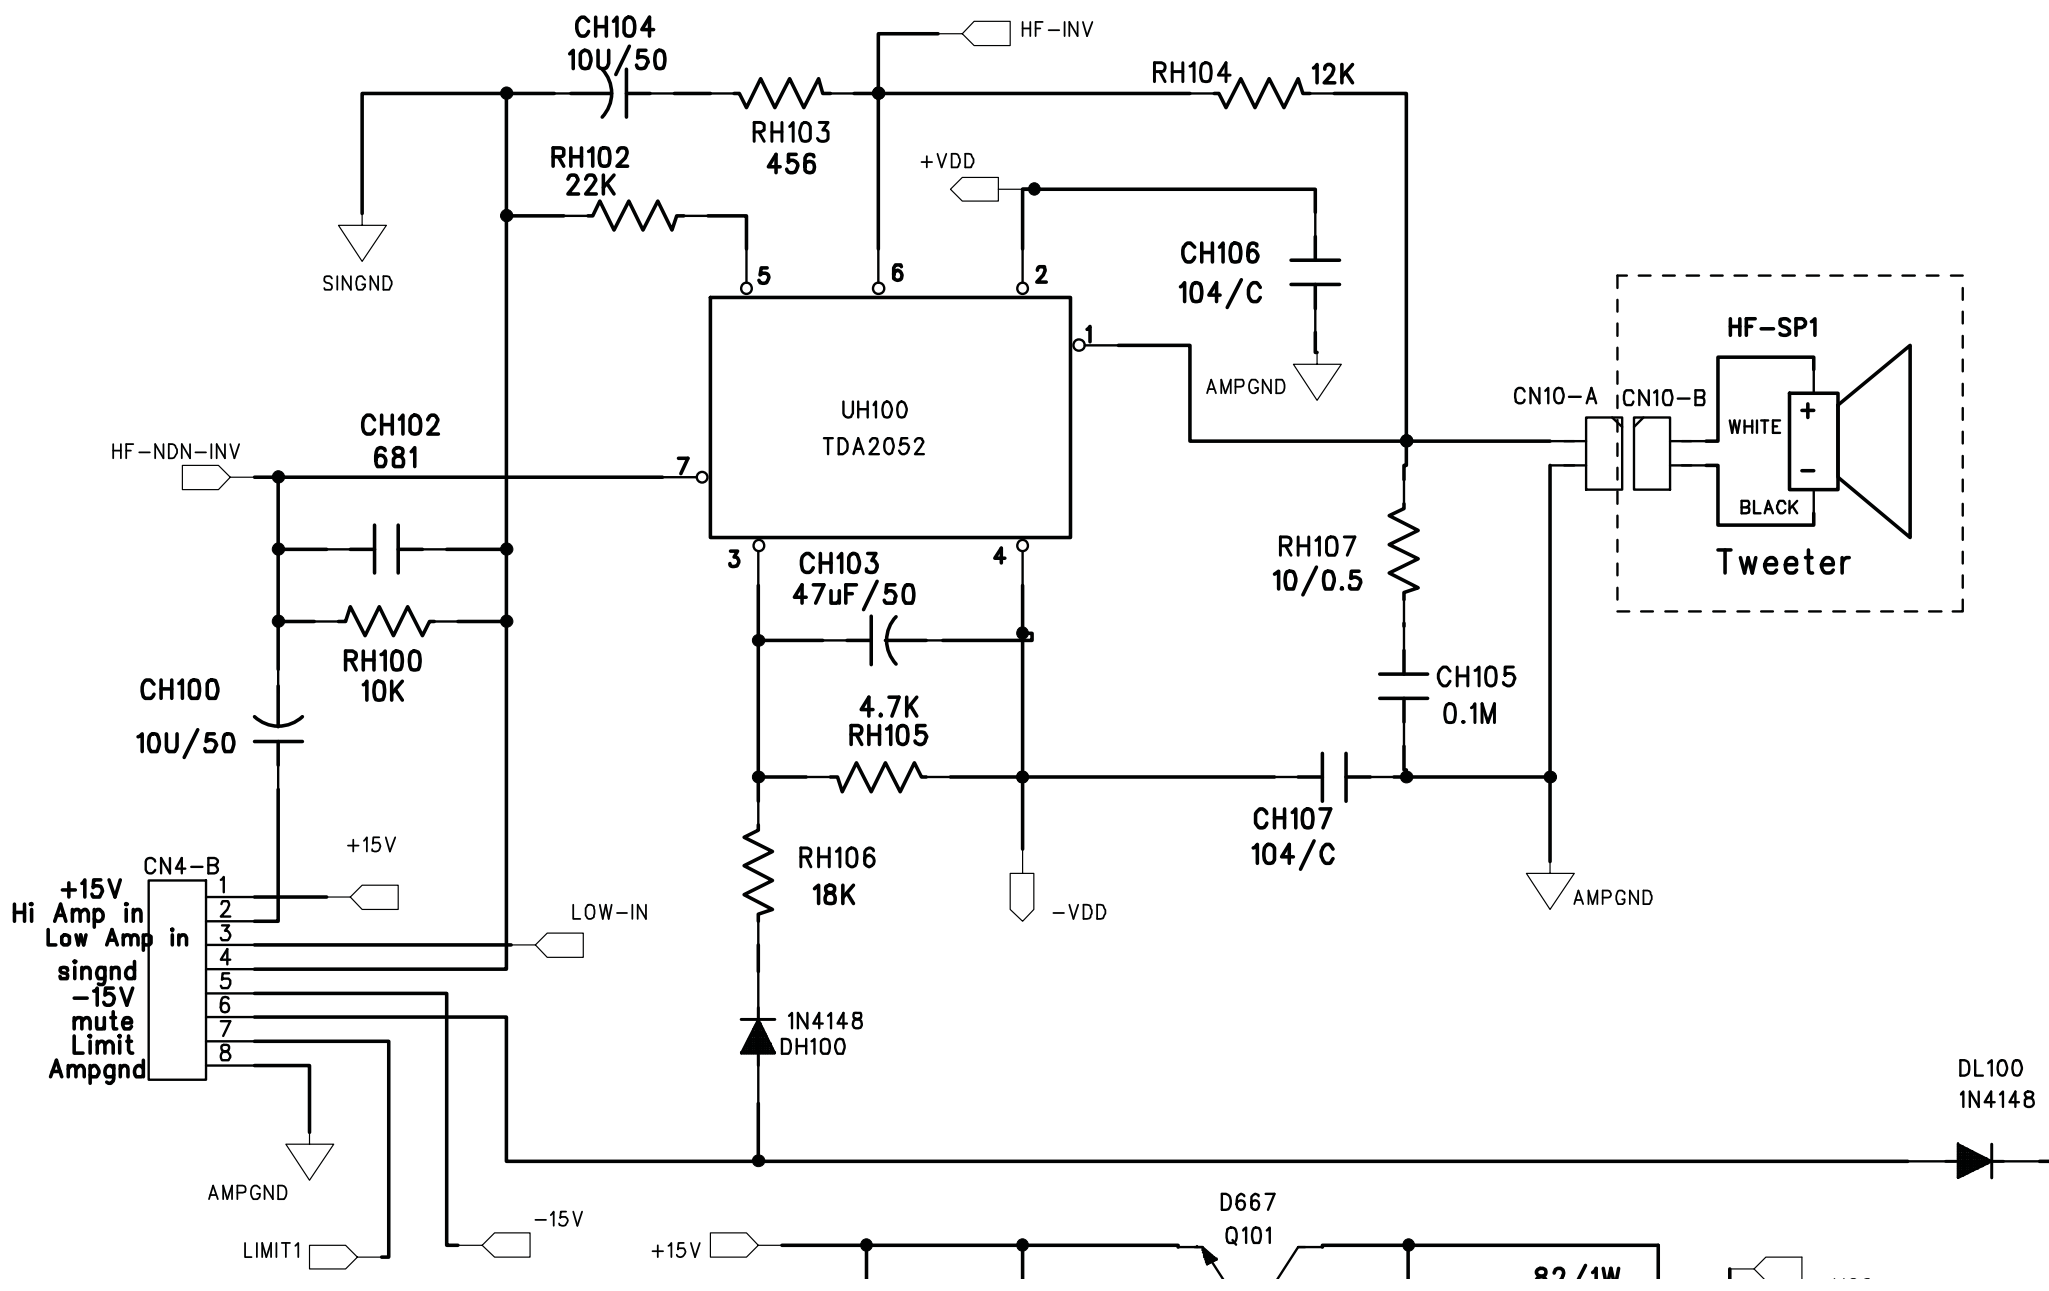 CH104
10U/50
HF-INV
RH104
12K
RH103
456
RH102
22K
+VDD
SINGND
5
6
2
CH106
104/C
1
AMPGND
HF-SP1
CN10-A
CN10-B
WHITE
+
-
BLACK
Tweeter
UH100
TDA2052
CH102
681
HF-NDN-INV
7
3
4
CH103
47uF/50
RH107
10/0.5
RH100
10K
CH100
10U/50
4.7K
RH105
CH105
0.1M
CH107
104/C
RH106
18K
-VDD
AMPGND
+15V
CN4-B
+15V
1
Hi Amp in
2
Low Amp in
3
singnd
4
-15V
5
mute
6
Limit
7
Ampgnd
8
LOW-IN
1N4148
DH100
DL100
1N4148
AMPGND
LIMIT1
-15V
+15V
D667
Q101
82/1W